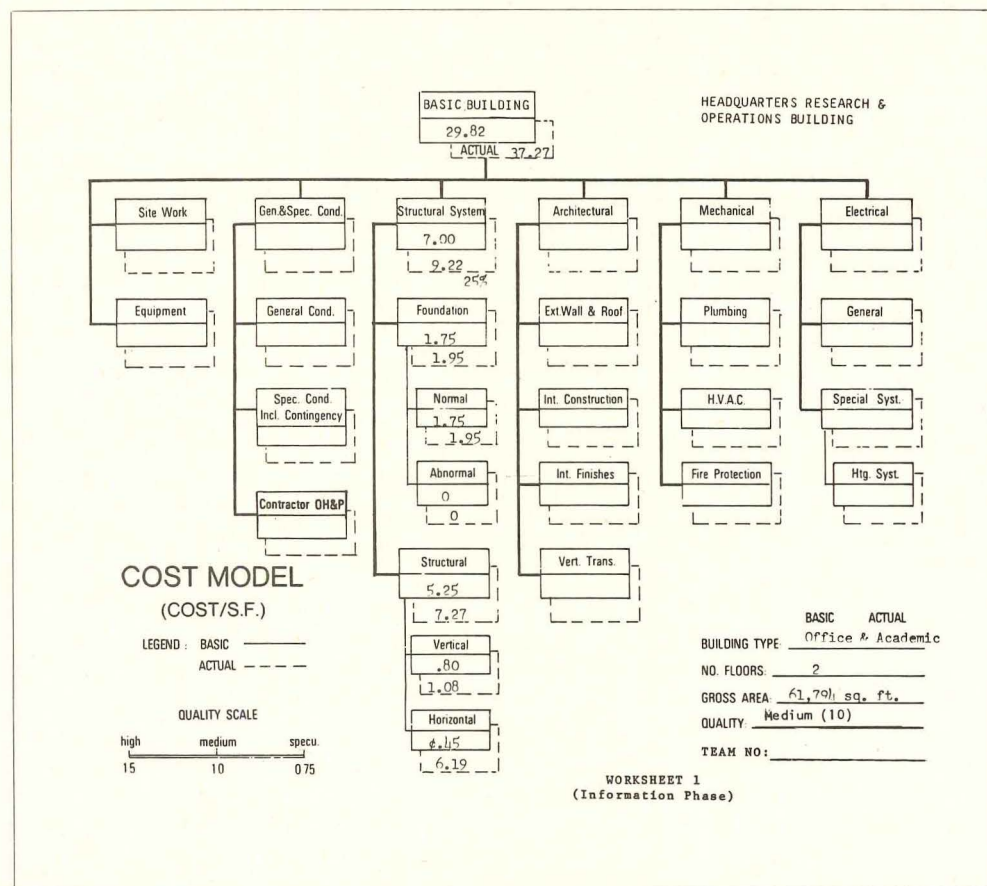 HEADQUARTERS RESEARCH &
OPERATIONS BUILDING
BASIC BUILDING
29.82
ACTUAL 37.27
Site Work
Equipment
Gen.&Spec. Cond.
General Cond.
Spec. Cond.
Incl. Contingency
Contractor OH&P
Structural System
7.00
9.22
25%
Foundation
1.75
1.95
Normal
1.75
1.95
Abnormal
0
0
Structural
5.25
7.27
Vertical
.80
1.08
Horizontal
4.45
6.19
Architectural
Ext.Wall & Roof
Int. Construction
Int. Finishes
Vert. Trans.
Mechanical
Plumbing
H.V.A.C.
Fire Protection
Electrical
General
Special Syst.
Htg. Syst.
COST MODEL
(COST/S.F.)
LEGEND : BASIC
ACTUAL
QUALITY SCALE
high medium specu.
1.5 1.0 0.75
BASIC ACTUAL
BUILDING TYPE: Office & Academic
NO. FLOORS: 2
GROSS AREA: 61,794 sq. ft.
QUALITY: Medium (10)
TEAM NO:
WORKSHEET 1
(Information Phase)